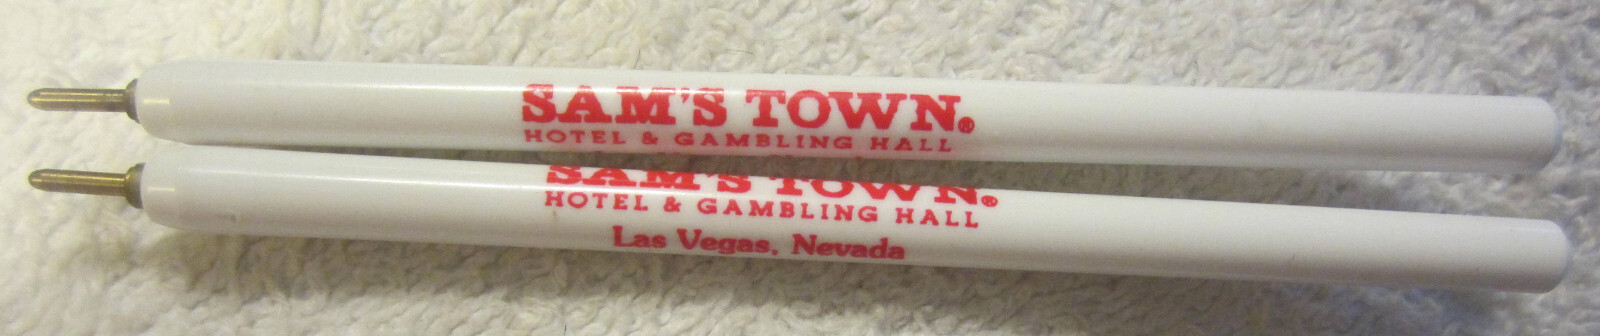 SAM'S TOWN®
HOTEL & GAMBLING HALL
SAM'S TOWN®
HOTEL & GAMBLING HALL
Las Vegas, Nevada